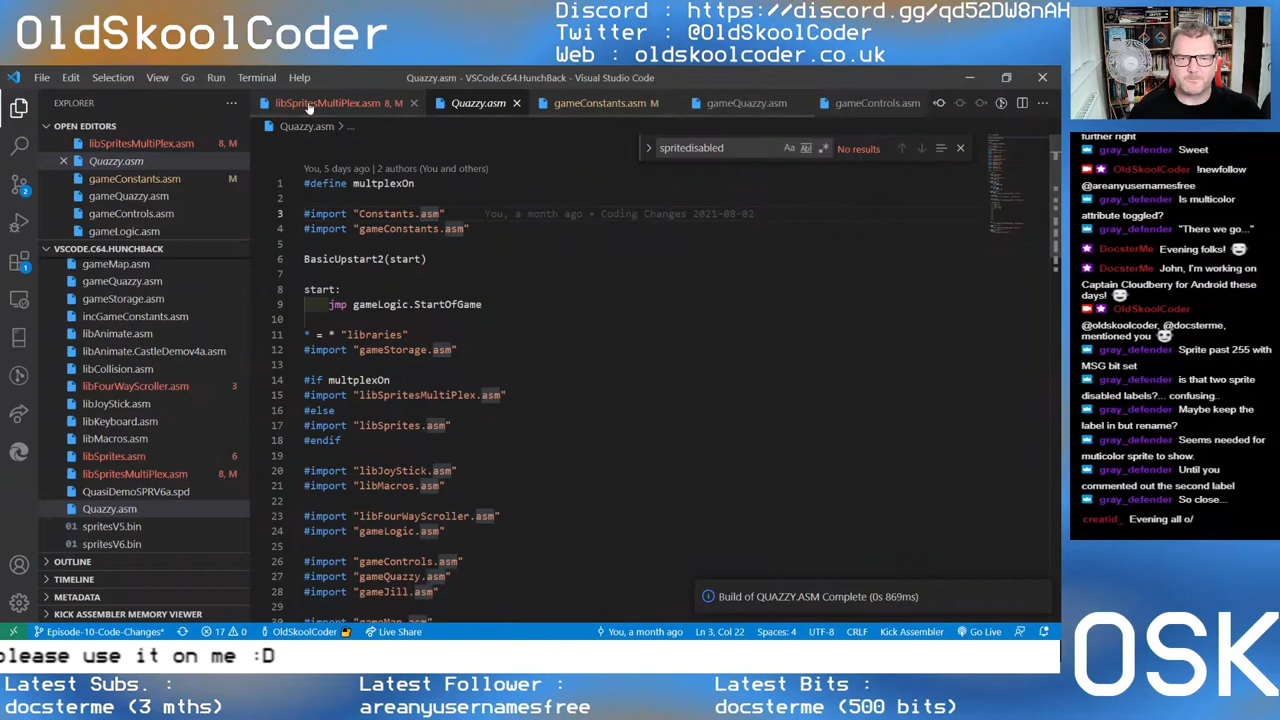 OldSkoolCoder
Discord : https://discord.gg/qd52DW8nAH
Twitter : @OldSkoolCoder
Web : oldskoolcoder.co.uk
File Edit Selection View Go Run Terminal Help
Quazzy.asm - VSCode.C64.HunchBack - Visual Studio Code
EXPLORER
libSpritesMultiPlex.asm 8, M
Quazzy.asm
gameConstants.asm M
gameQuazzy.asm
gameControls.asm
OPEN EDITORS
libSpritesMultiPlex.asm 8, M
Quazzy.asm
gameConstants.asm M
gameQuazzy.asm
gameControls.asm
gameLogic.asm
VSCODE.C64.HUNCHBACK
gameMap.asm
gameQuazzy.asm
gameStorage.asm
incGameConstants.asm
libAnimate.asm
libAnimate.CastleDemov4a.asm
libCollision.asm
libFourWayScroller.asm 3
libJoyStick.asm
libKeyboard.asm
libMacros.asm
libSprites.asm 6
libSpritesMultiPlex.asm 8, M
QuasiDemoSPRV6a.spd
Quazzy.asm
spritesV5.bin
spritesV6.bin
OUTLINE
TIMELINE
METADATA
KICK ASSEMBLER MEMORY VIEWER
2
1
Quazzy.asm > ...
spritedisabled Aa ab .* No results
You, 5 days ago | 2 authors (You and others)
1 #define multplexOn
2
3 #import "Constants.asm" You, a month ago • Coding Changes 2021-08-02
4 #import "gameConstants.asm"
5
6 BasicUpstart2(start)
7
8 start:
9 jmp gameLogic.StartOfGame
10
11 * = * "libraries"
12 #import "gameStorage.asm"
13
14 #if multplexOn
15 #import "libSpritesMultiPlex.asm"
16 #else
17 #import "libSprites.asm"
18 #endif
19
20 #import "libJoyStick.asm"
21 #import "libMacros.asm"
22
23 #import "libFourWayScroller.asm"
24 #import "gameLogic.asm"
25
26 #import "gameControls.asm"
27 #import "gameQuazzy.asm"
28 #import "gameJill.asm"
29
Build of QUAZZY.ASM Complete (0s 869ms)
Episode-10-Code-Changes* 17 0 OldSkoolCoder Live Share You, a month ago Ln 3, Col 22 Spaces: 4 UTF-8 CRLF Kick Assembler Go Live
further right
gray_defender Sweet
OldSkoolCoder !newfollow
@areanyusernamesfree
gray_defender Is multicolor
attribute toggled?
gray_defender "There we go..."
DocsterMe Evening folks!
DocsterMe John, I'm working on
Captain Cloudberry for Android these
days!
OldSkoolCoder
@oldskoolcoder, @docsterme,
mentioned you
gray_defender Sprite past 255 with
MSG bit set
gray_defender is that two sprite
disabled labels?... confusing..
gray_defender Maybe keep the
label in but rename?
gray_defender Seems needed for
muticolor sprite to show.
gray_defender Until you
commented out the second label
gray_defender So close...
creatid_ Evening all o/
please use it on me :D
OSK
Latest Subs. :
docsterme (3 mths)
Latest Follower :
areanyusernamesfree
Latest Bits :
docsterme (500 bits)